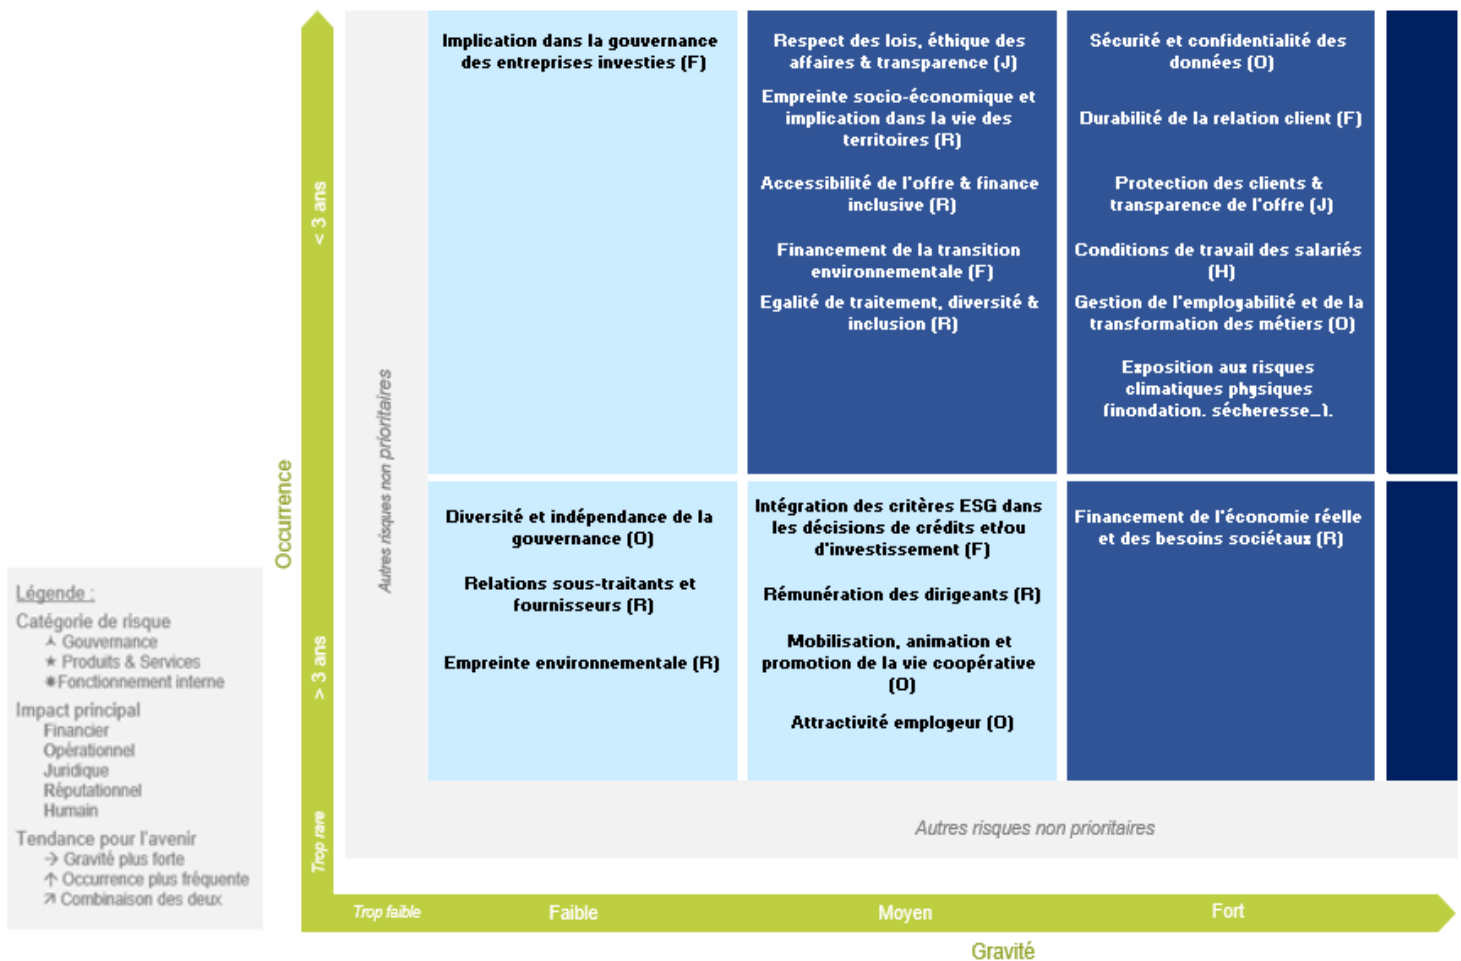 Implication dans la gouvernance
des entreprises investies (F)
Respect des lois, éthique des
affaires & transparence (J)
Empreinte socio-économique et
implication dans la vie des
territoires (R)
Accessibilité de l'offre & finance
inclusive (R)
Financement de la transition
environnementale (F)
Egalité de traitement, diversité &
inclusion (R)
Sécurité et confidentialité des
données (O)
Durabilité de la relation client (F)
Protection des clients &
transparence de l'offre (J)
Conditions de travail des salariés
(H)
Gestion de l'employabilité et de la
transformation des métiers (O)
Exposition aux risques
climatiques physiques
(inondation, sécheresse...).
Diversité et indépendance de la
gouvernance (O)
Relations sous-traitants et
fournisseurs (R)
Empreinte environnementale (R)
Intégration des critères ESG dans
les décisions de crédits et/ou
d'investissement (F)
Rémunération des dirigeants (R)
Mobilisation, animation et
promotion de la vie coopérative
(O)
Attractivité employeur (O)
Financement de l'économie réelle
et des besoins sociétaux (R)
Occurrence
< 3 ans
> 3 ans
Trop rare
Autres risques non prioritaires
Autres risques non prioritaires
Trop faible
Faible
Moyen
Fort
Gravité
Légende :
Catégorie de risque
⅄ Gouvernance
★ Produits & Services
✷Fonctionnement interne
Impact principal
Financier
Opérationnel
Juridique
Réputationnel
Humain
Tendance pour l'avenir
→ Gravité plus forte
↑ Occurrence plus fréquente
↗ Combinaison des deux